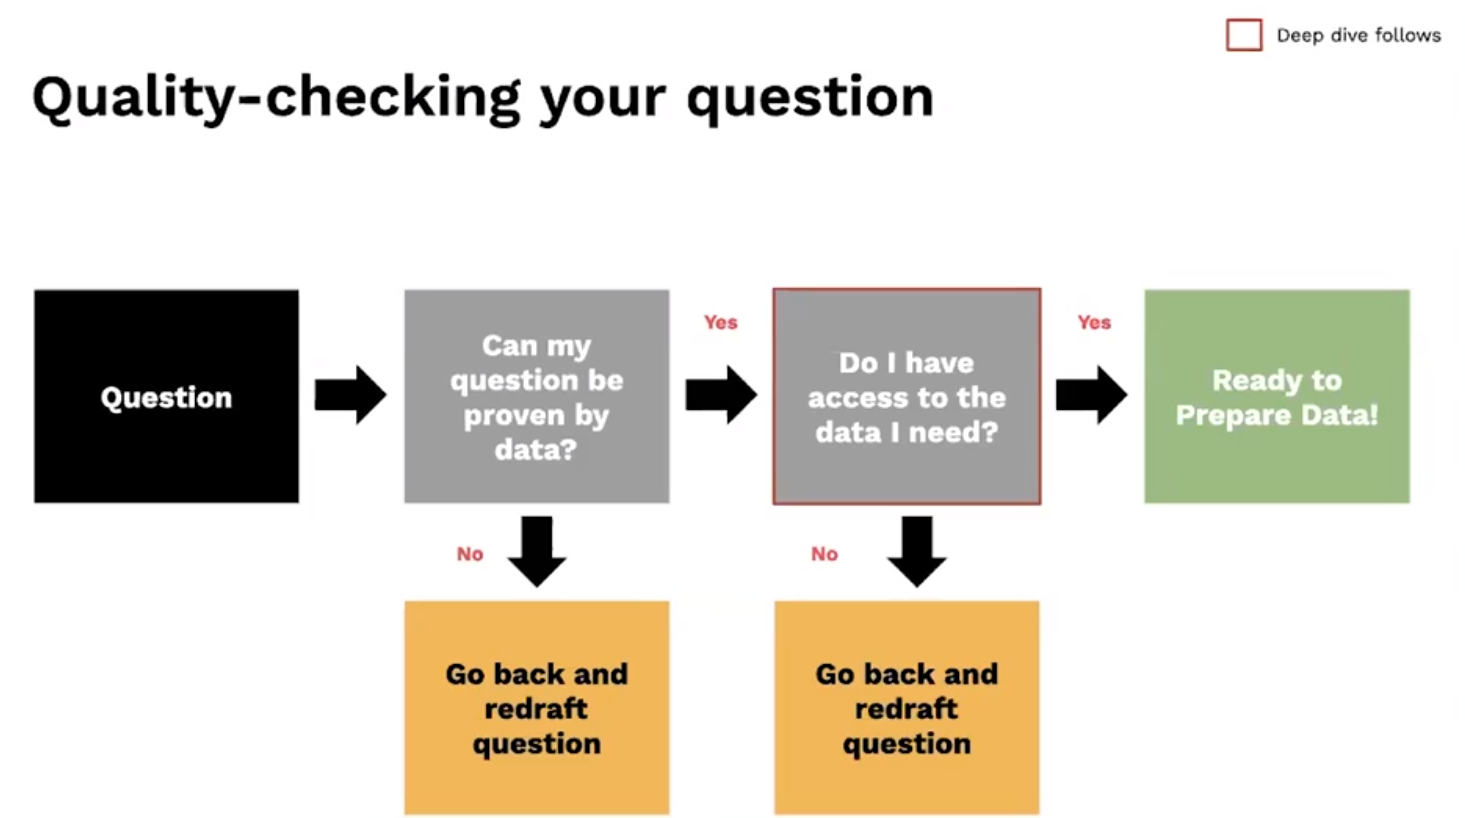 Deep dive follows
Quality-checking your question
Question
Can my
question be
proven by
data?
Yes
Do I have
access to the
data I need?
Yes
Ready to
Prepare Data!
No
Go back and
redraft
question
No
Go back and
redraft
question